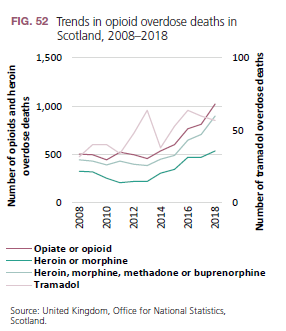 FIG. 52 Trends in opioid overdose deaths in
Scotland, 2008–2018
Number of opioids and heroin
overdose deaths
1,500
1,000
500
0
100
50
0
Number of tramadol overdose deaths
2008
2010
2012
2014
2016
2018
Opiate or opioid
Heroin or morphine
Heroin, morphine, methadone or buprenorphine
Tramadol
Source: United Kingdom, Office for National Statistics,
Scotland.